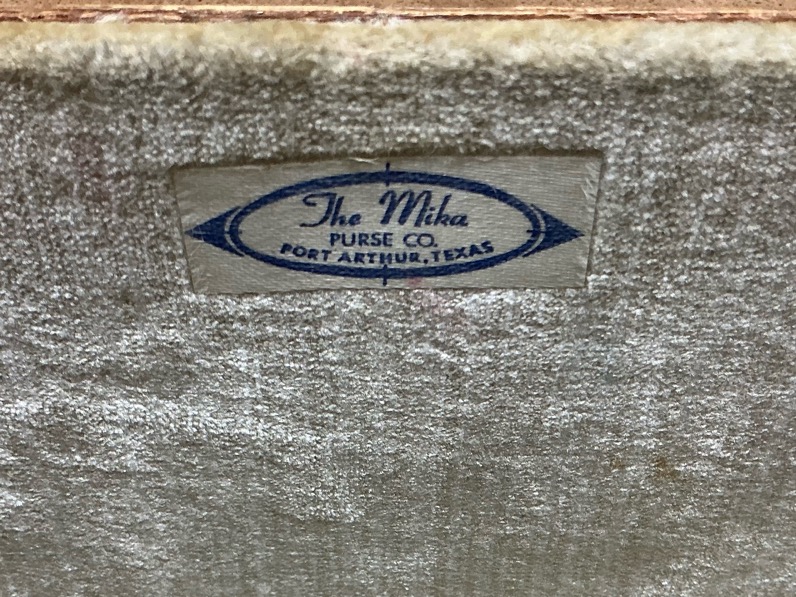 The Mika
PURSE CO.
PORT ARTHUR, TEXAS